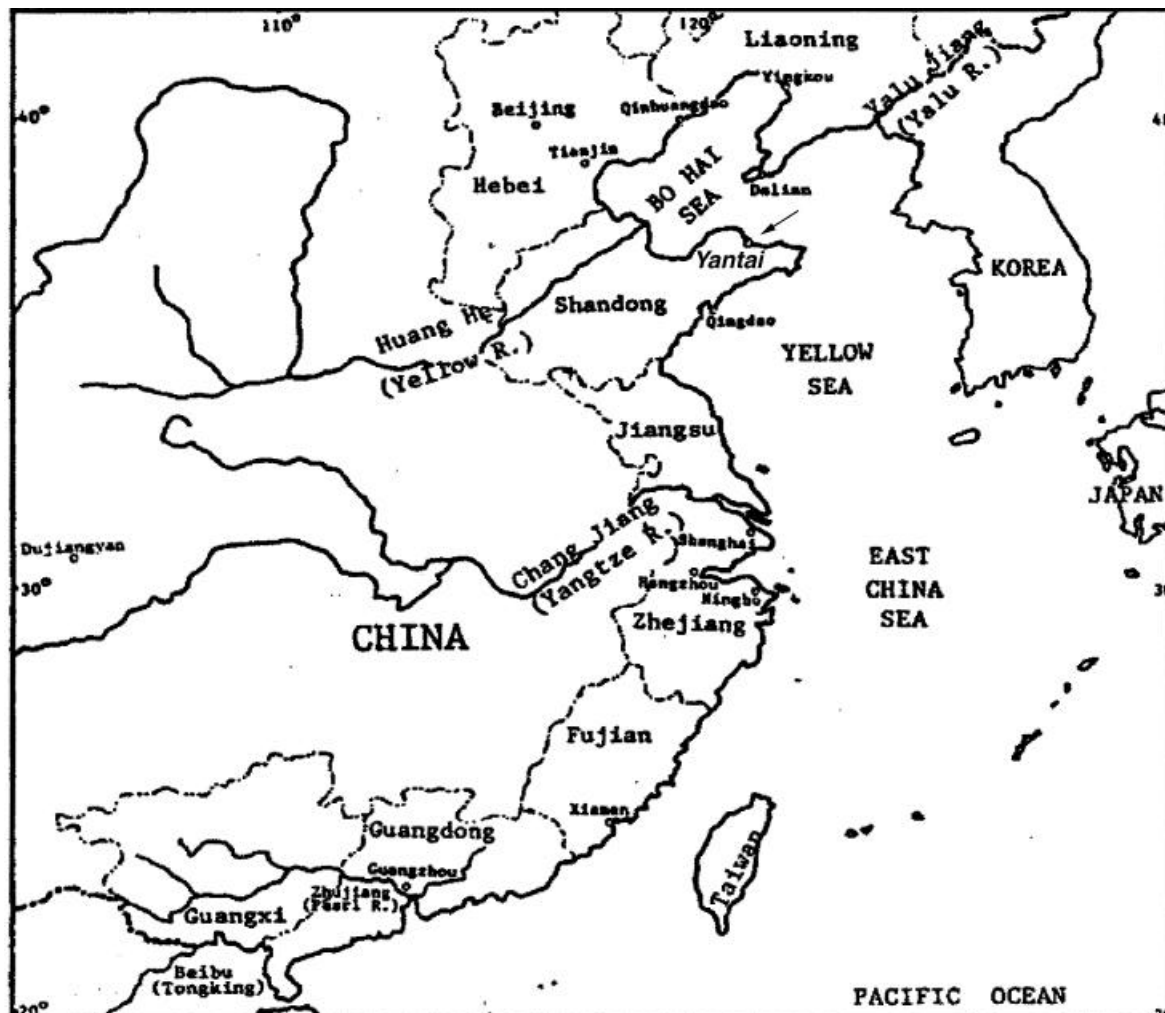 110°
120
Liaoning
Yingkou
Yalu Jiang
(Yalu R.)
40°
Beijing
Qinhuangdao
Tianjin
Hebei
BO HAI
SEA
Dalian
Yantai
KOREA
Shandong
Huang He
(Yellow R.)
Qingdao
YELLOW
SEA
Jiangsu
JAPAN
Chang Jiang
(Yangtze R.)
Shanghai
Dujiangyan
30°
EAST
CHINA
SEA
Hangzhou
Ningbo
Zhejiang
CHINA
Fujian
Xiamen
Guangdong
Guangzhou
Taiwan
Zhujiang
(Pearl R.)
Guangxi
Beibu
(Tongking)
20°
PACIFIC OCEAN